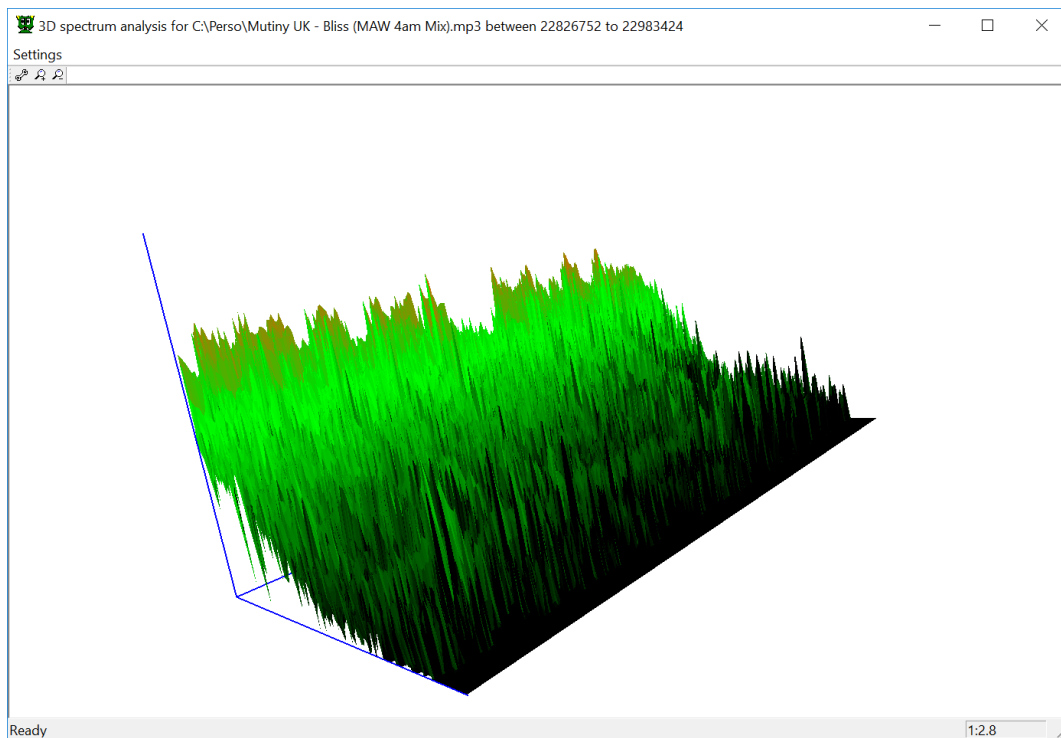 3D spectrum analysis for C:\Perso\Mutiny UK - Bliss (MAW 4am Mix).mp3 between 22826752 to 22983424
Settings
Ready
1:2.8